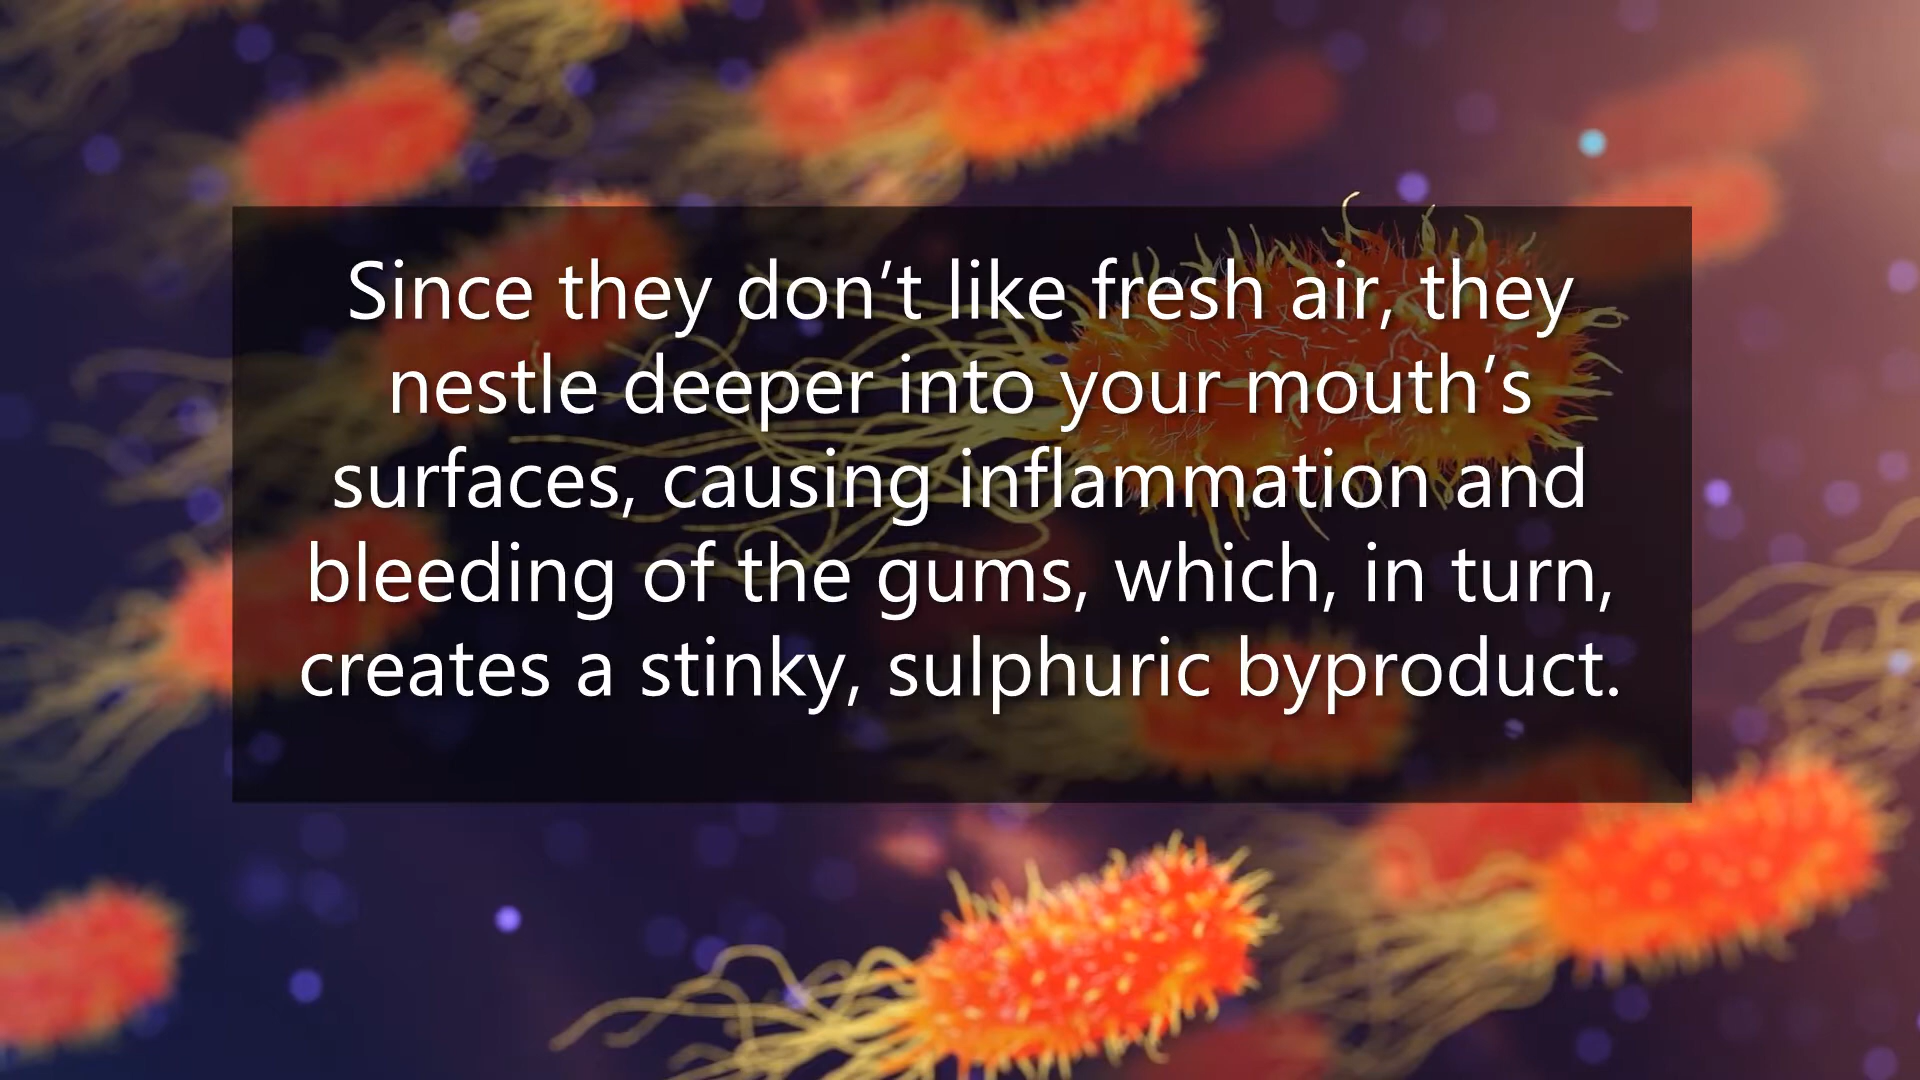 Since they don’t like fresh air, they
nestle deeper into your mouth’s
surfaces, causing inflammation and
bleeding of the gums, which, in turn,
creates a stinky, sulphuric byproduct.